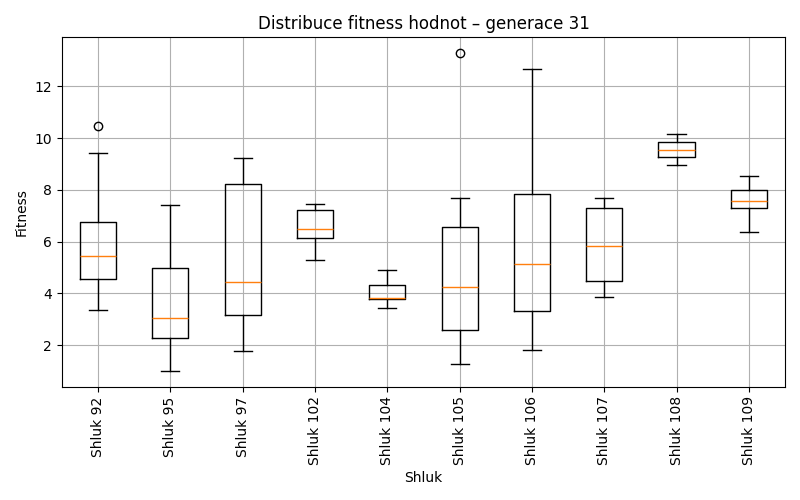 Distribuce fitness hodnot – generace 31
Fitness
12
10
8
6
4
2
Shluk 92
Shluk 95
Shluk 97
Shluk 102
Shluk 104
Shluk 105
Shluk 106
Shluk 107
Shluk 108
Shluk 109
Shluk